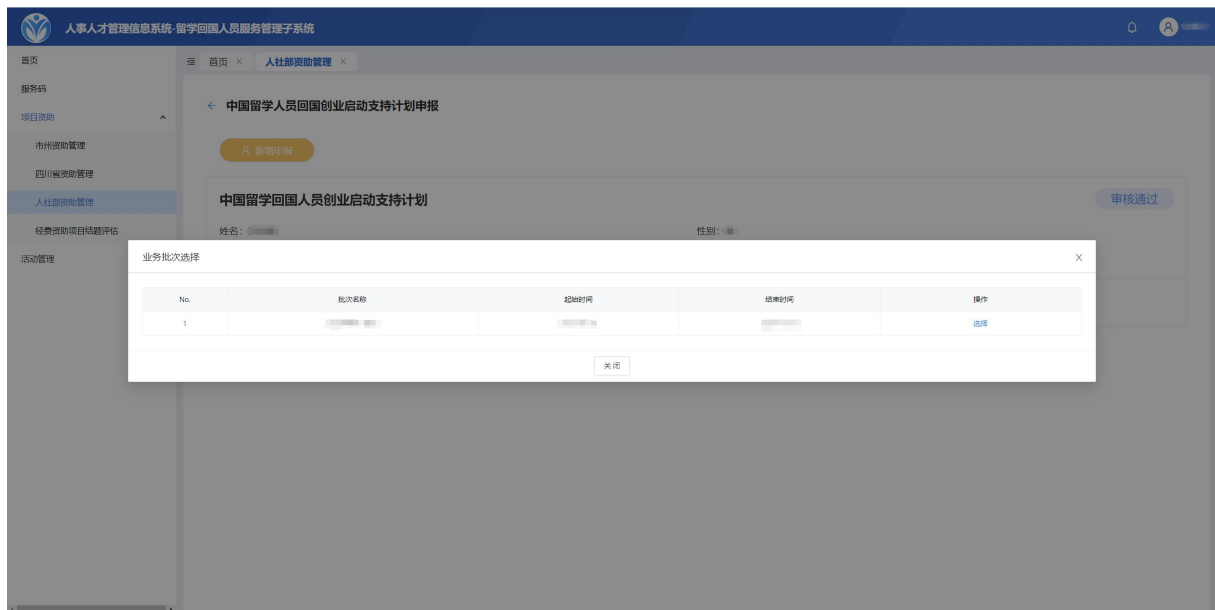 人事人才管理信息系统-留学回国人员服务管理子系统
首页
首页 × 人社部资助管理 ×
服务码
项目资助
中国留学人员回国创业启动支持计划申报
市州资助管理
新增申报
四川省资助管理
人社部资助管理
中国留学回国人员创业启动支持计划
审核通过
经费资助项目结题评估
姓名:
性别:
活动管理
业务批次选择
No. 批次名称 起始时间 结束时间 操作
1 选择
关闭